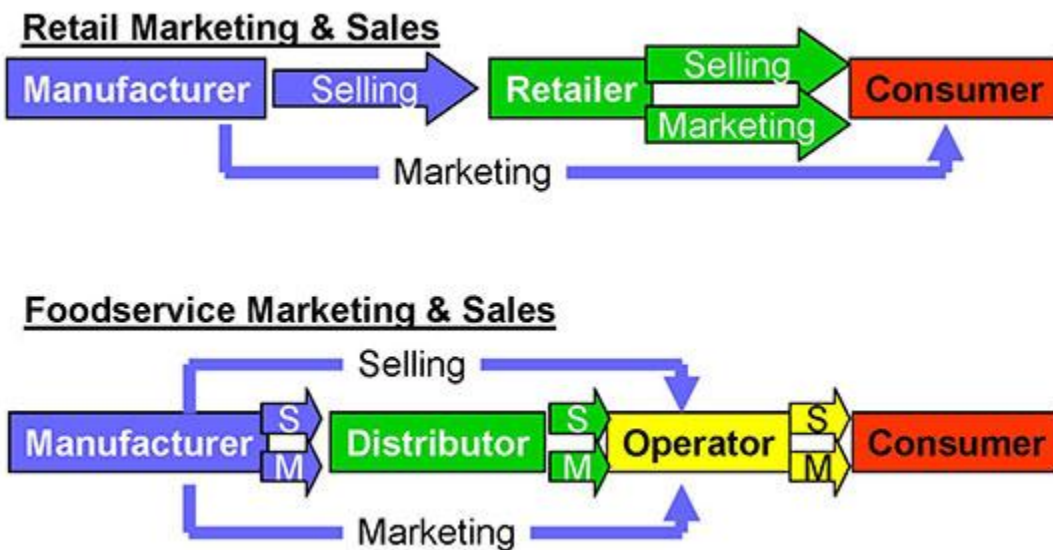 Retail Marketing & Sales
Manufacturer
Selling
Retailer
Selling
Marketing
Consumer
Marketing
Foodservice Marketing & Sales
Selling
Manufacturer
S
M
Distributor
S
M
Operator
S
M
Consumer
Marketing